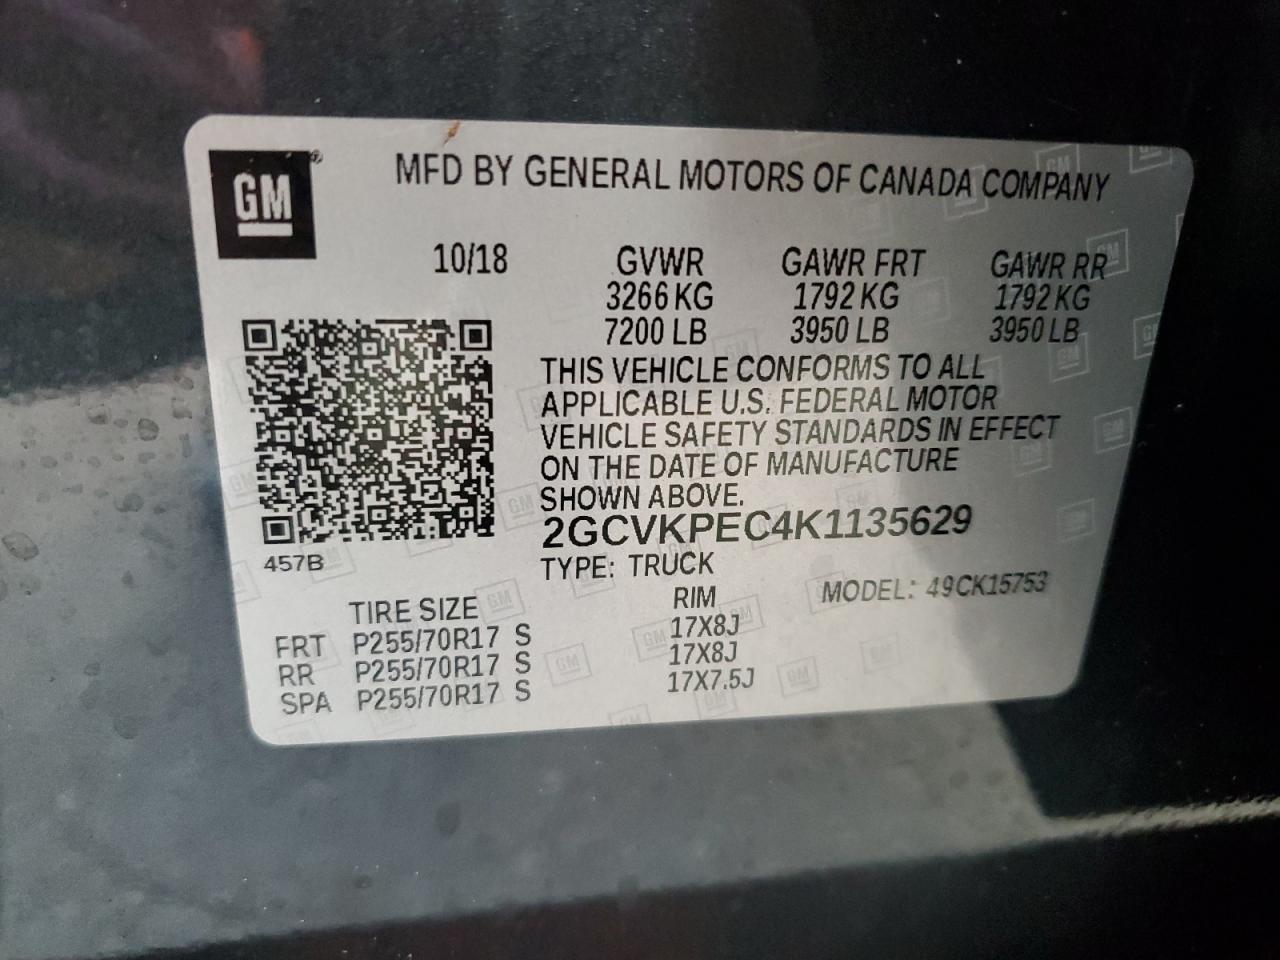 GM®
MFD BY GENERAL MOTORS OF CANADA COMPANY
10/18 GVWR GAWR FRT GAWR RR
3266 KG 1792 KG 1792 KG
7200 LB 3950 LB 3950 LB
THIS VEHICLE CONFORMS TO ALL
APPLICABLE U.S. FEDERAL MOTOR
VEHICLE SAFETY STANDARDS IN EFFECT
ON THE DATE OF MANUFACTURE
SHOWN ABOVE.
2GCVKPEC4K1135629
457B
TYPE: TRUCK
MODEL: 49CK15753
TIRE SIZE RIM
FRT P255/70R17 S 17X8J
RR P255/70R17 S 17X8J
SPA P255/70R17 S 17X7.5J